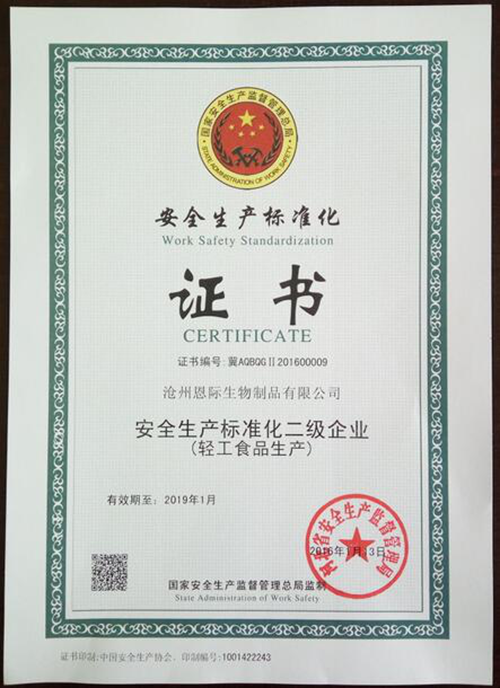 国家安全生产监督管理总局
STATE ADMINISTRATION OF WORK SAFETY
安全生产标准化
Work Safety Standardization
证书
CERTIFICATE
证书编号:冀AQBQGⅡ201600009
沧州恩际生物制品有限公司
安全生产标准化二级企业
(轻工食品生产)
有效期至: 2019年1月
河北省安全生产监督管理局
2016年1月13日
国家安全生产监督管理总局监制
State Administration of Work Safety
证书印制:中国安全生产协会, 印制编号:1001422243